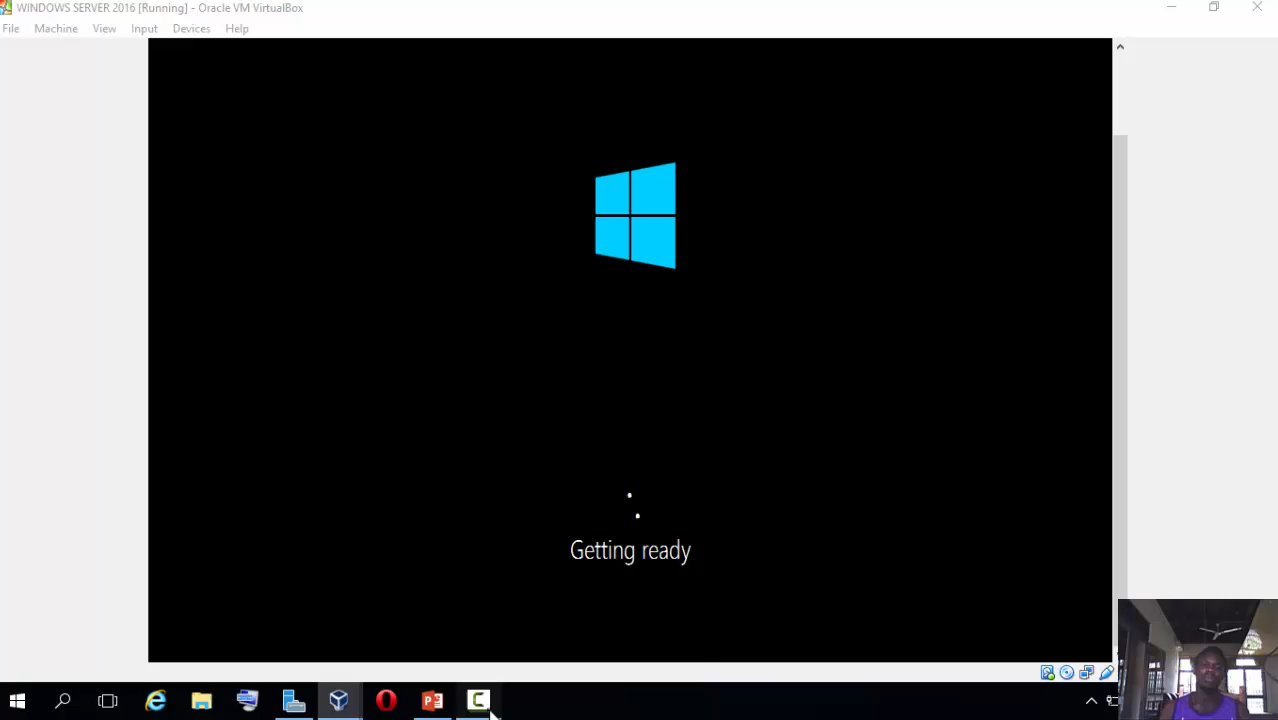 WINDOWS SERVER 2016 [Running] - Oracle VM VirtualBox
File Machine View Input Devices Help
Getting ready